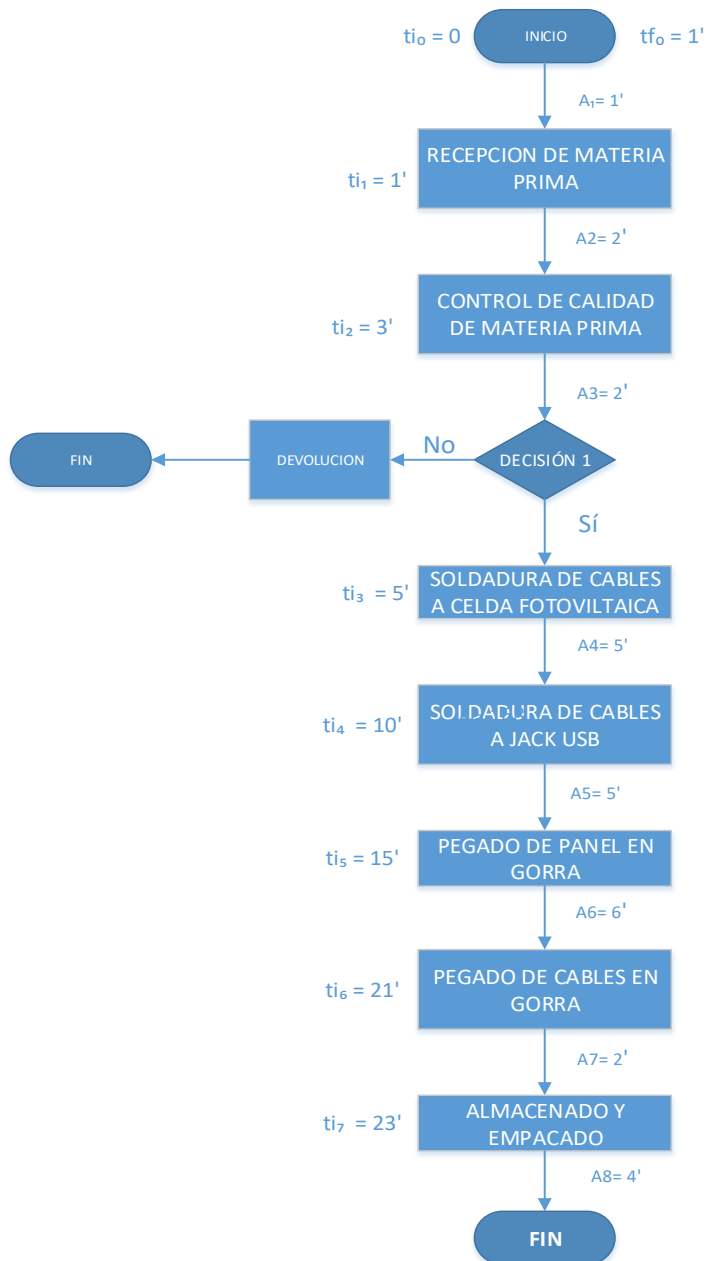 ti₀ = 0
INICIO
tf₀ = 1'
A₁= 1'
RECEPCION DE MATERIA
PRIMA
ti₁ = 1'
A2= 2'
CONTROL DE CALIDAD
DE MATERIA PRIMA
ti₂ = 3'
A3= 2'
FIN
DEVOLUCION
No
DECISIÓN 1
Sí
SOLDADURA DE CABLES
A CELDA FOTOVILTAICA
ti₃ = 5'
A4= 5'
SOLDADURA DE CABLES
A JACK USB
ti₄ = 10'
A5= 5'
PEGADO DE PANEL EN
GORRA
ti₅ = 15'
A6= 6'
PEGADO DE CABLES EN
GORRA
ti₆ = 21'
A7= 2'
ALMACENADO Y
EMPACADO
ti₇ = 23'
A8= 4'
FIN